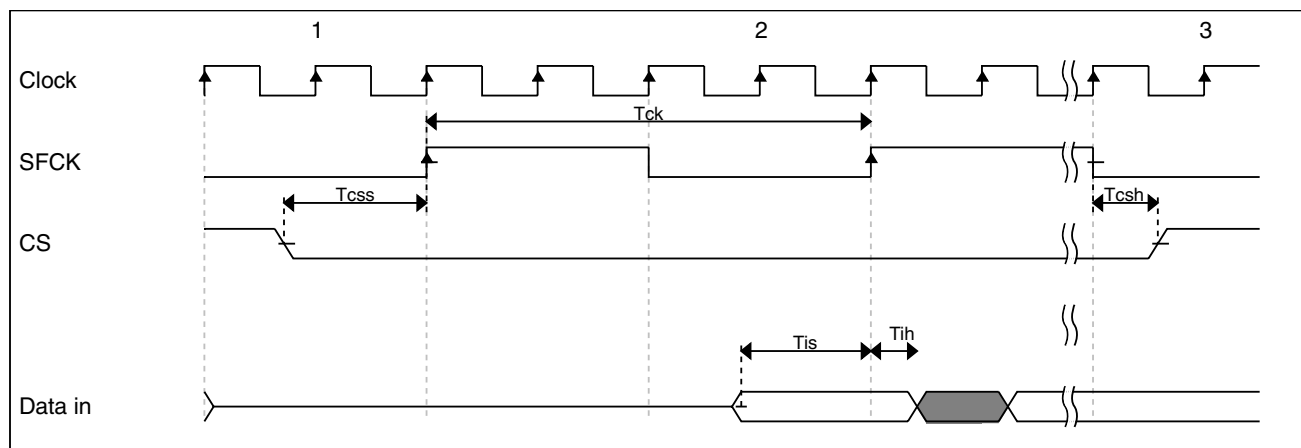 1 2 3
Clock
Tck
SFCK
Tcss Tcsh
CS
Tis Tih
Data in